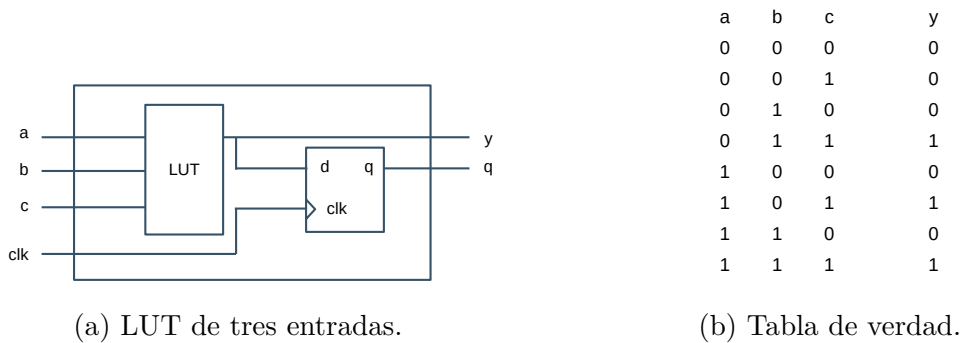 a
b
c
clk
LUT
d q
clk
y
q
(a) LUT de tres entradas.
a b c y
0 0 0 0
0 0 1 0
0 1 0 0
0 1 1 1
1 0 0 0
1 0 1 1
1 1 0 0
1 1 1 1
(b) Tabla de verdad.